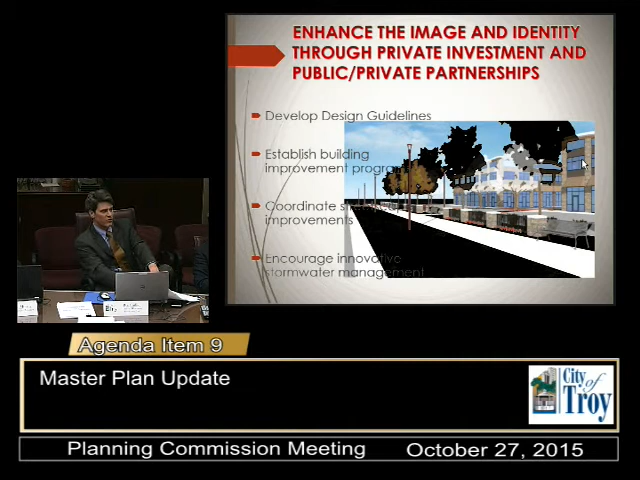 ENHANCE THE IMAGE AND IDENTITY
THROUGH PRIVATE INVESTMENT AND
PUBLIC/PRIVATE PARTNERSHIPS
Develop Design Guidelines
Establish building
improvement
Coordinate
improvements
Encourage innovative
stormwater management
Agenda Item 9
Master Plan Update
City
of
Troy
Planning Commission Meeting October 27, 2015